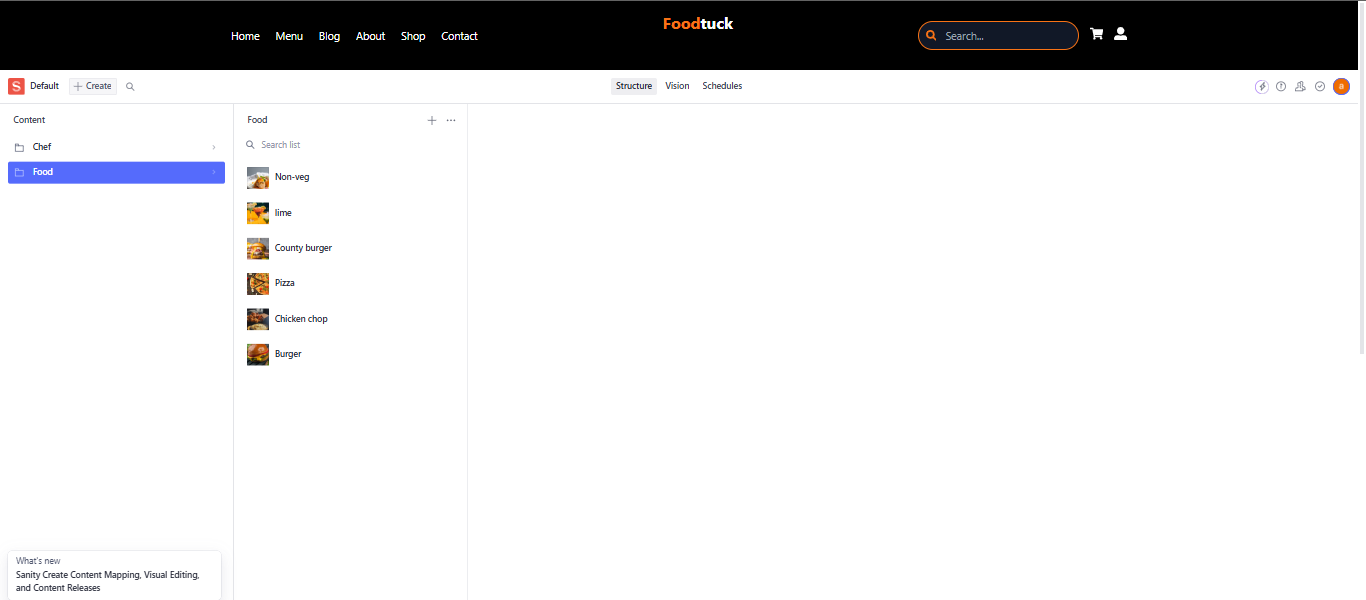 Foodtuck
Home Menu Blog About Shop Contact
Search...
S Default Create
Structure Vision Schedules
a
Content
Chef
Food
Food
Search list
Non-veg
lime
County burger
Pizza
Chicken chop
Burger
What's new
Sanity Create Content Mapping, Visual Editing,
and Content Releases